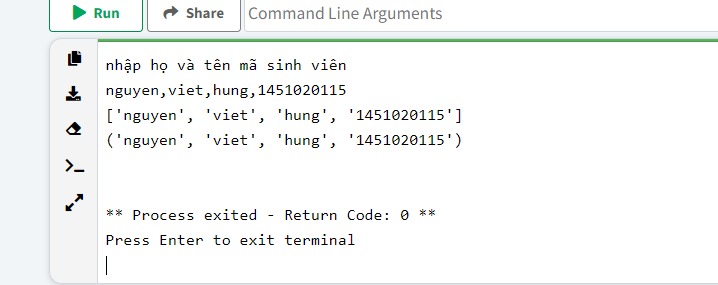 Run
Share
Command Line Arguments
nhập họ và tên mã sinh viên
nguyen,viet,hung,1451020115
['nguyen', 'viet', 'hung', '1451020115']
('nguyen', 'viet', 'hung', '1451020115')
** Process exited - Return Code: 0 **
Press Enter to exit terminal